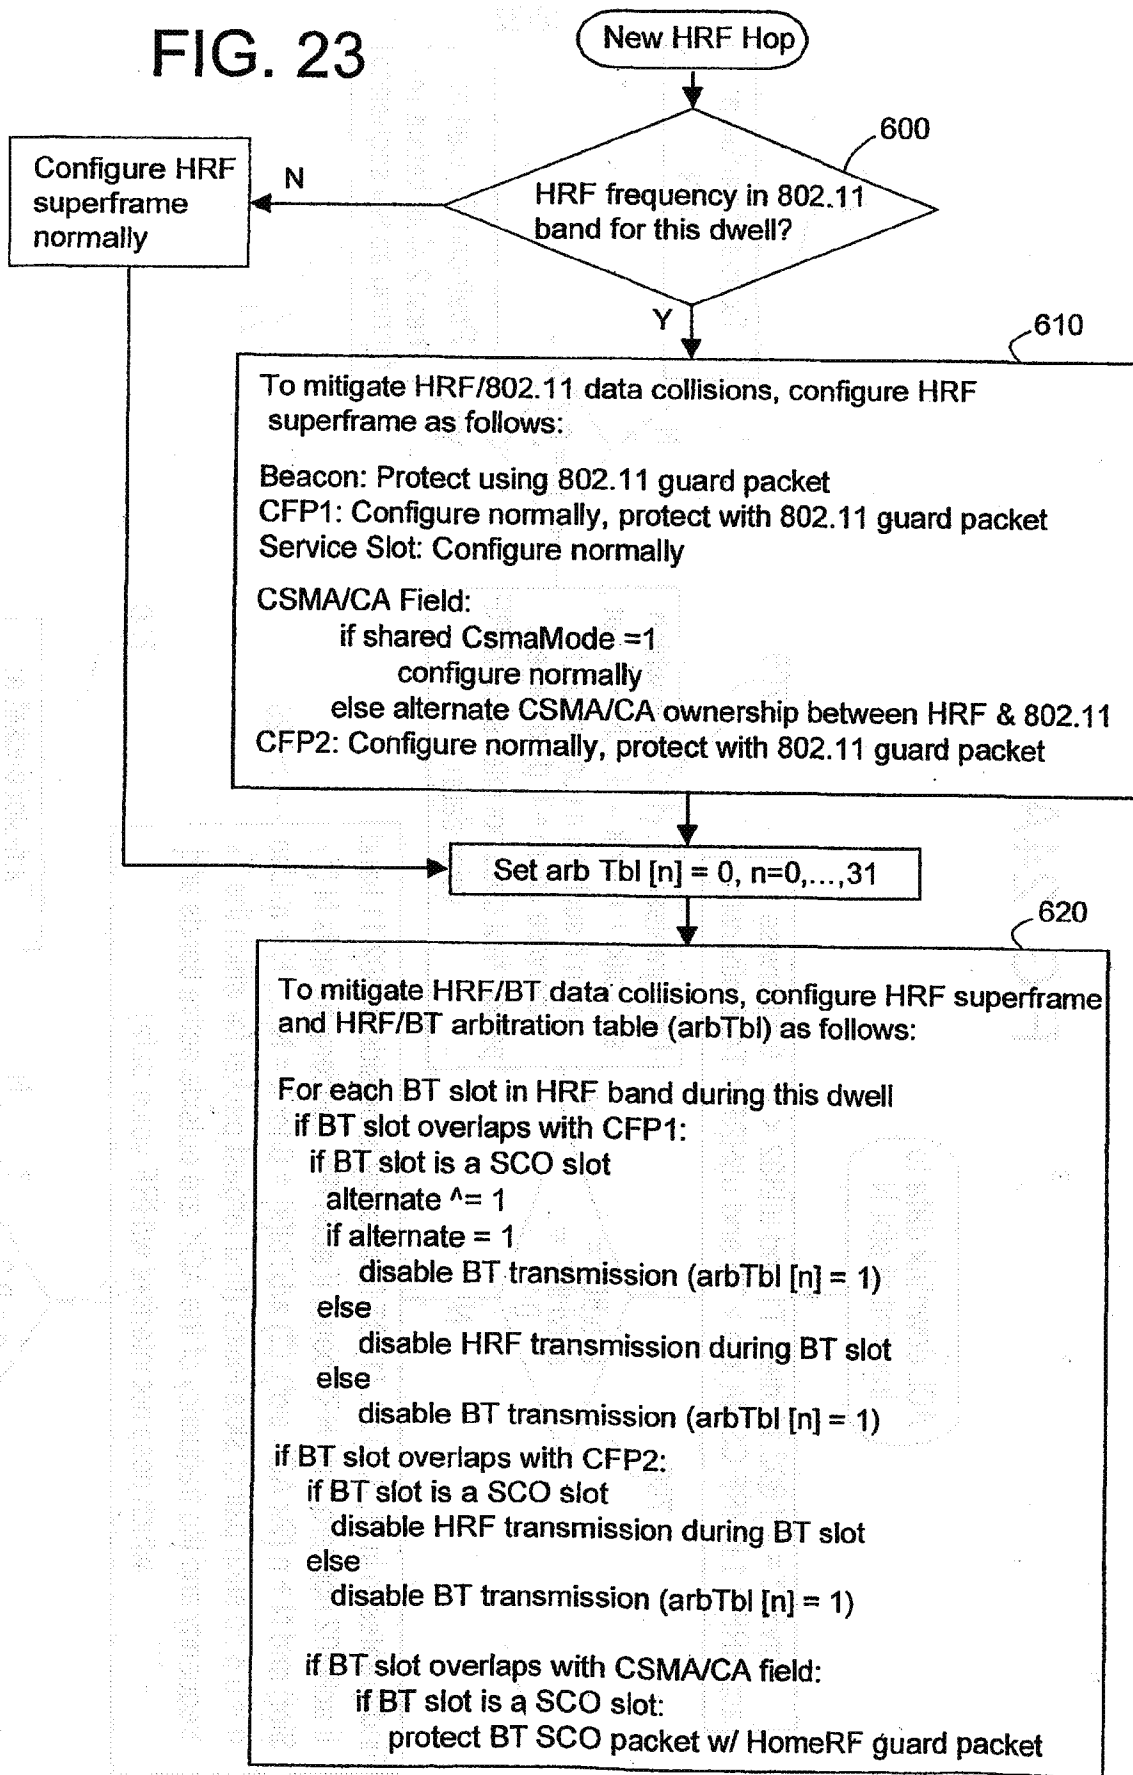 FIG. 23
New HRF Hop
600
HRF frequency in 802.11
band for this dwell?
N
Configure HRF
superframe
normally
Y
610
To mitigate HRF/802.11 data collisions, configure HRF
superframe as follows:
Beacon: Protect using 802.11 guard packet
CFP1: Configure normally, protect with 802.11 guard packet
Service Slot: Configure normally
CSMA/CA Field:
if shared CsmaMode =1
configure normally
else alternate CSMA/CA ownership between HRF & 802.11
CFP2: Configure normally, protect with 802.11 guard packet
Set arb Tbl [n] = 0, n=0,...,31
620
To mitigate HRF/BT data collisions, configure HRF superframe
and HRF/BT arbitration table (arbTbl) as follows:
For each BT slot in HRF band during this dwell
if BT slot overlaps with CFP1:
if BT slot is a SCO slot
alternate ^= 1
if alternate = 1
disable BT transmission (arbTbl [n] = 1)
else
disable HRF transmission during BT slot
else
disable BT transmission (arbTbl [n] = 1)
if BT slot overlaps with CFP2:
if BT slot is a SCO slot
disable HRF transmission during BT slot
else
disable BT transmission (arbTbl [n] = 1)
if BT slot overlaps with CSMA/CA field:
if BT slot is a SCO slot:
protect BT SCO packet w/ HomeRF guard packet